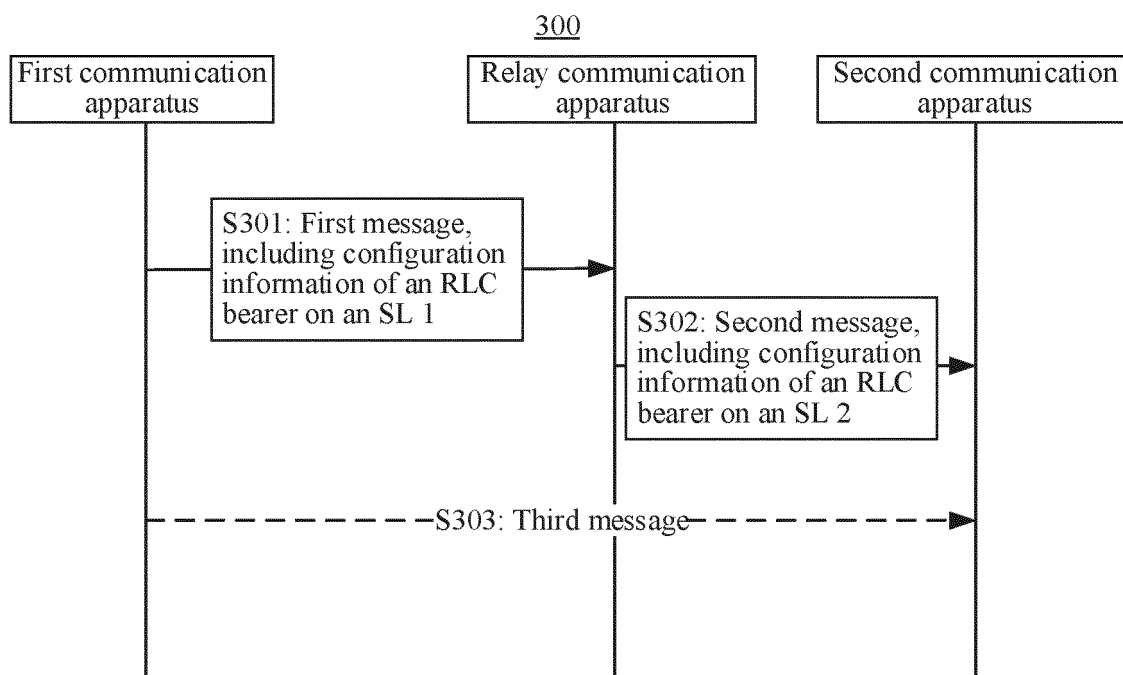 300
First communication
apparatus
Relay communication
apparatus
Second communication
apparatus
S301: First message,
including configuration
information of an RLC
bearer on an SL 1
S302: Second message,
including configuration
information of an RLC
bearer on an SL 2
S303: Third message